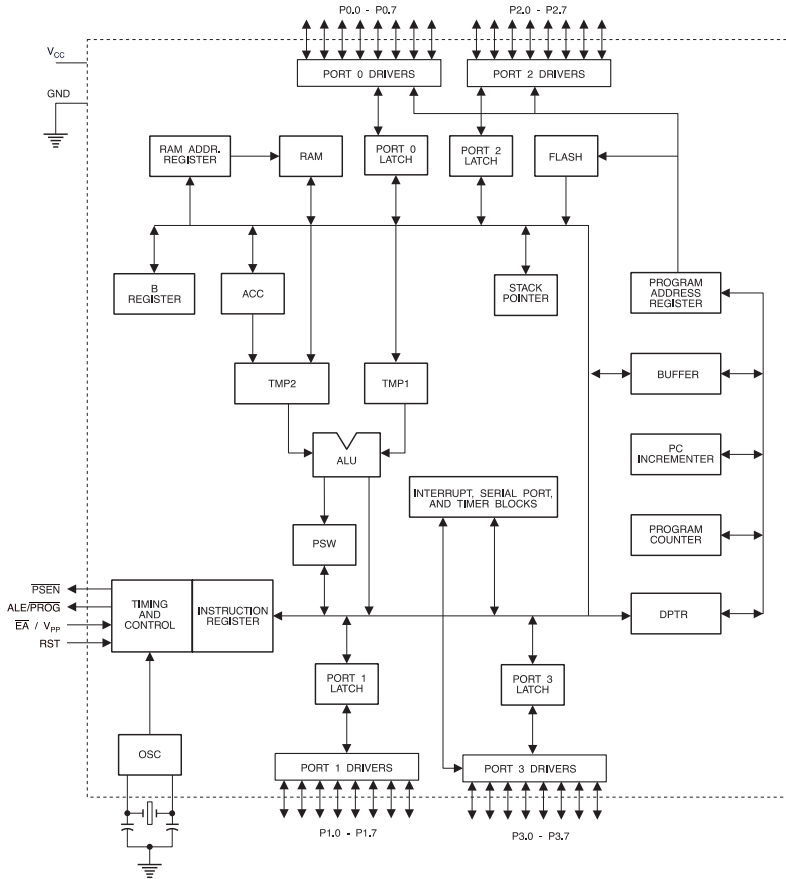 P0.0 - P0.7
P2.0 - P2.7
V_CC
PORT 0 DRIVERS
PORT 2 DRIVERS
GND
RAM ADDR.
REGISTER
RAM
PORT 0
LATCH
PORT 2
LATCH
FLASH
B
REGISTER
ACC
STACK
POINTER
PROGRAM
ADDRESS
REGISTER
TMP2
TMP1
BUFFER
ALU
PC
INCREMENTER
INTERRUPT, SERIAL PORT,
AND TIMER BLOCKS
PSW
PROGRAM
COUNTER
PSEN
ALE/PROG
EA / V_PP
RST
TIMING
AND
CONTROL
INSTRUCTION
REGISTER
DPTR
PORT 1
LATCH
PORT 3
LATCH
OSC
PORT 1 DRIVERS
PORT 3 DRIVERS
P1.0 - P1.7
P3.0 - P3.7